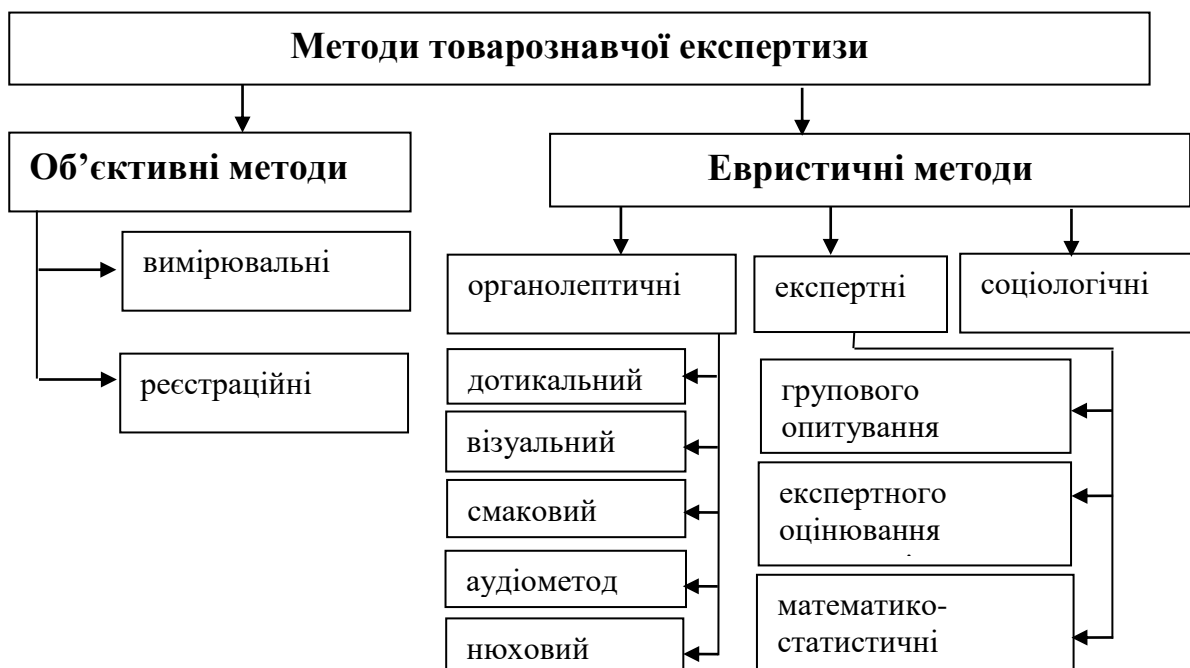 Методи товарознавчої експертизи
Об’єктивні методи
Евристичні методи
вимірювальні
реєстраційні
органолептичні
експертні
соціологічні
дотикальний
візуальний
смаковий
аудіометод
нюховий
групового
опитування
експертного
оцінювання
математико-
статистичні